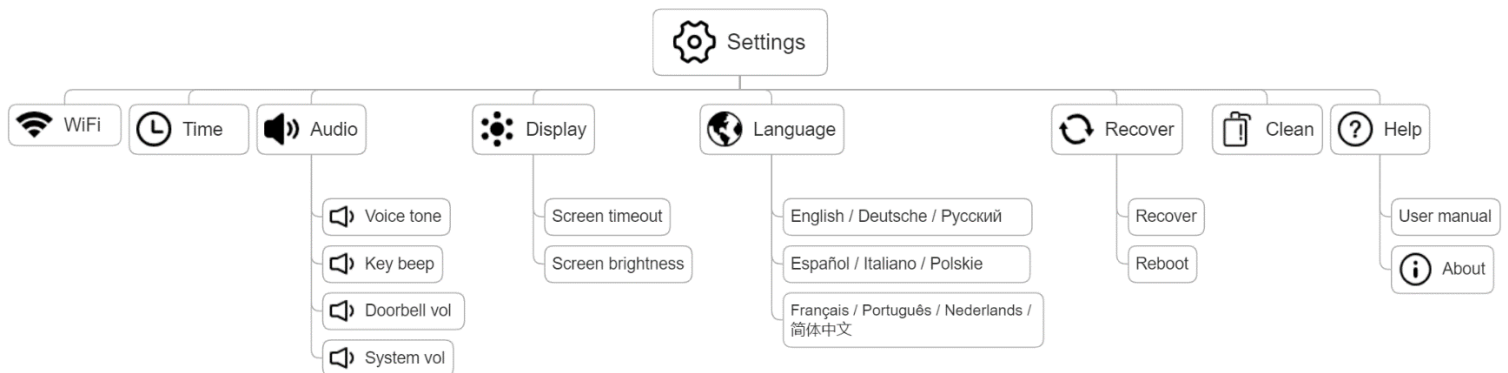 Settings
WiFi
Time
Audio
Display
Language
Recover
Clean
Help
Voice tone
Key beep
Doorbell vol
System vol
Screen timeout
Screen brightness
English / Deutsche / Русский
Español / Italiano / Polskie
Français / Português / Nederlands /
简体中文
Recover
Reboot
User manual
About